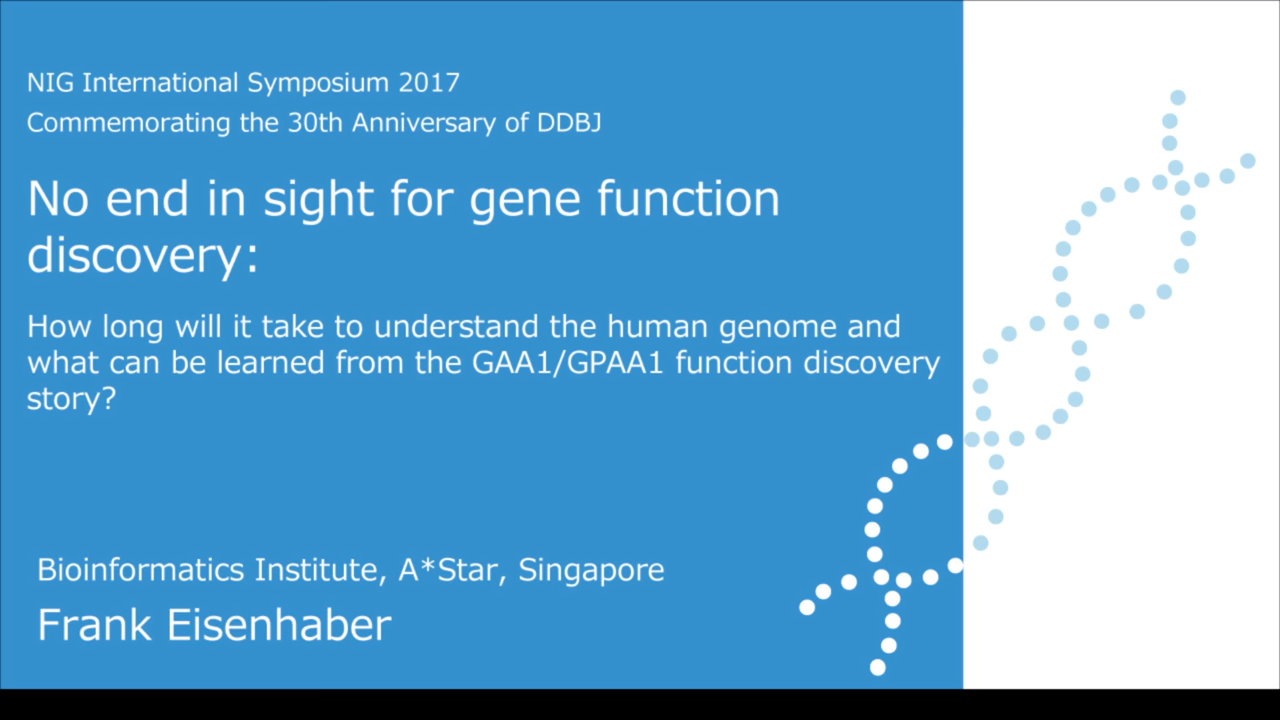 NIG International Symposium 2017
Commemorating the 30th Anniversary of DDBJ
No end in sight for gene function
discovery:
How long will it take to understand the human genome and
what can be learned from the GAA1/GPAA1 function discovery
story?
Bioinformatics Institute, A*Star, Singapore
Frank Eisenhaber